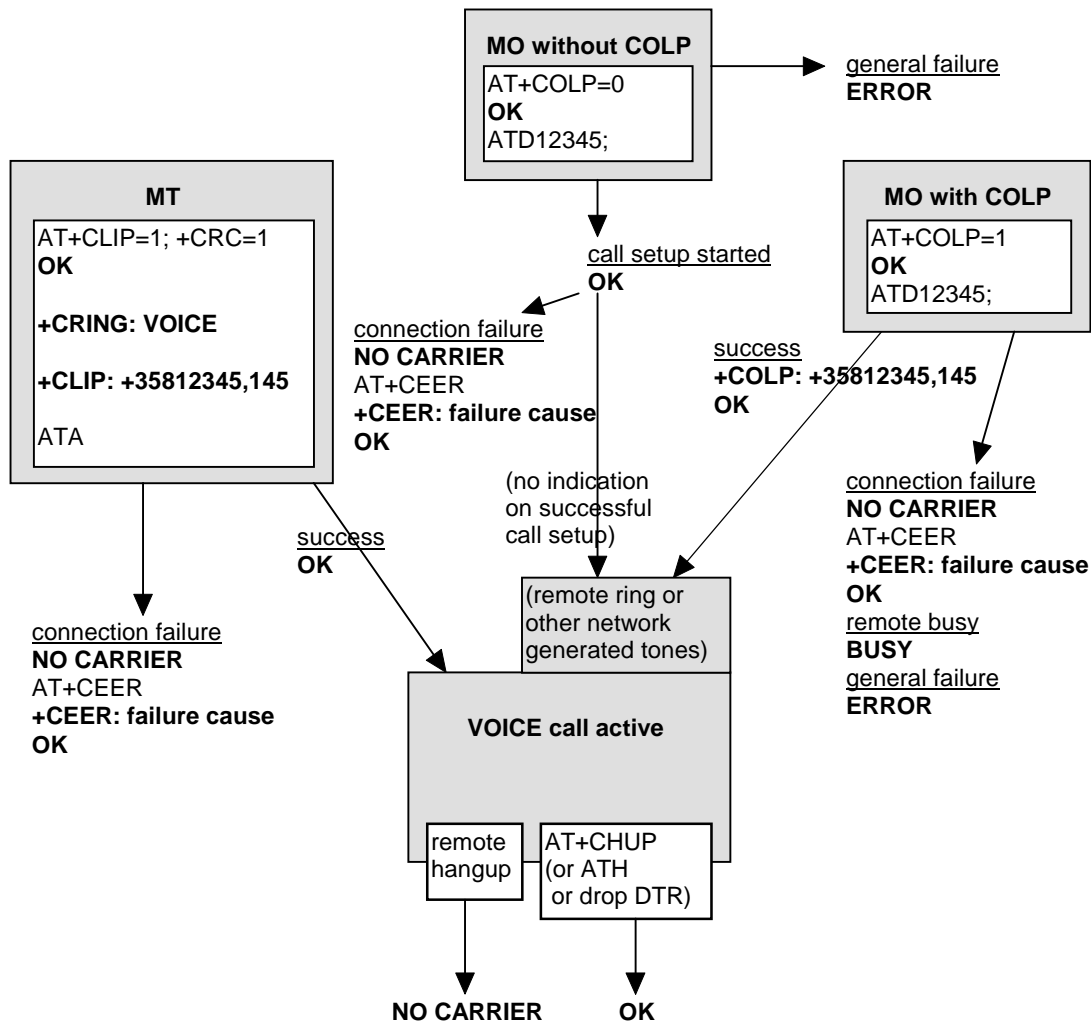 MO without COLP
AT+COLP=0
OK
ATD12345;
general failure
ERROR
MT
AT+CLIP=1; +CRC=1
OK
+CRING: VOICE
+CLIP: +35812345,145
ATA
MO with COLP
AT+COLP=1
OK
ATD12345;
call setup started
OK
connection failure
NO CARRIER
AT+CEER
+CEER: failure cause
OK
success
+COLP: +35812345,145
OK
(no indication
on successful
call setup)
success
OK
connection failure
NO CARRIER
AT+CEER
+CEER: failure cause
OK
remote busy
BUSY
general failure
ERROR
connection failure
NO CARRIER
AT+CEER
+CEER: failure cause
OK
(remote ring or
other network
generated tones)
VOICE call active
remote
hangup
AT+CHUP
(or ATH
or drop DTR)
NO CARRIER
OK